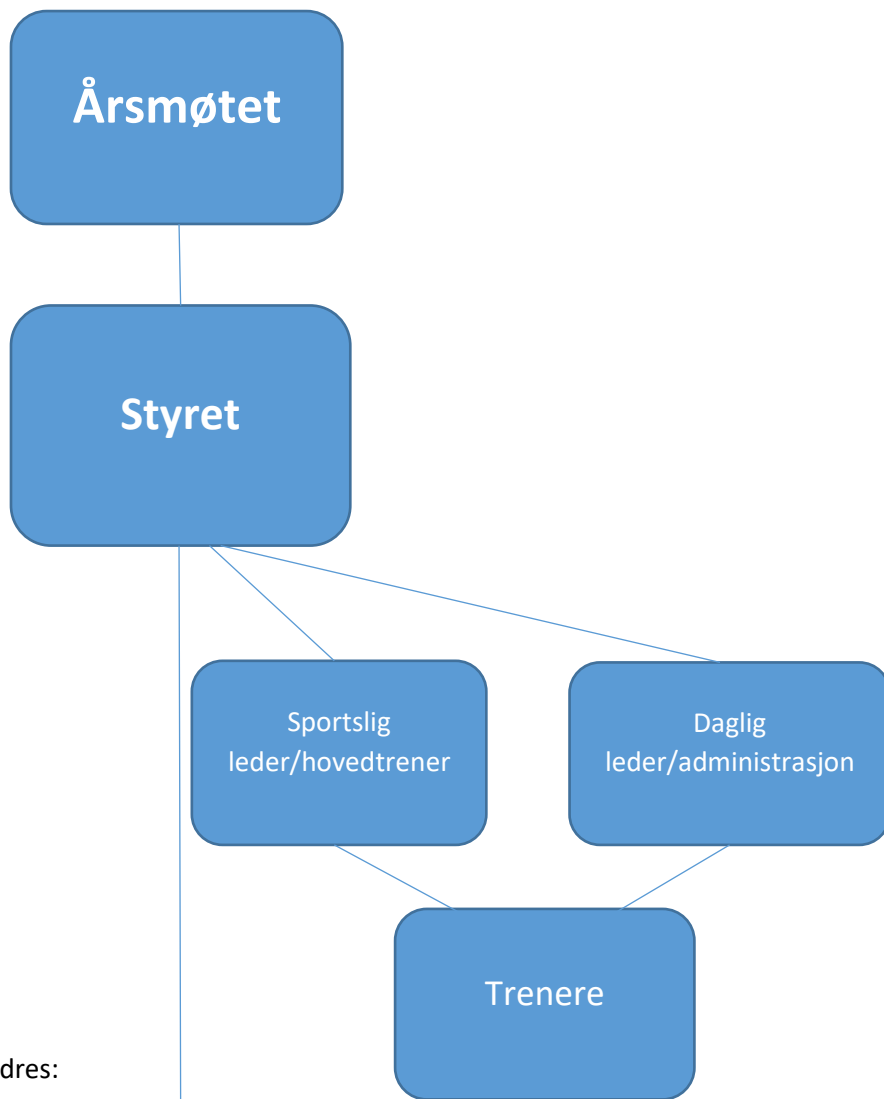 Årsmøtet
Styret
Sportslig
leder/hovedtrener
Daglig
leder/administrasjon
Trenere
dres: